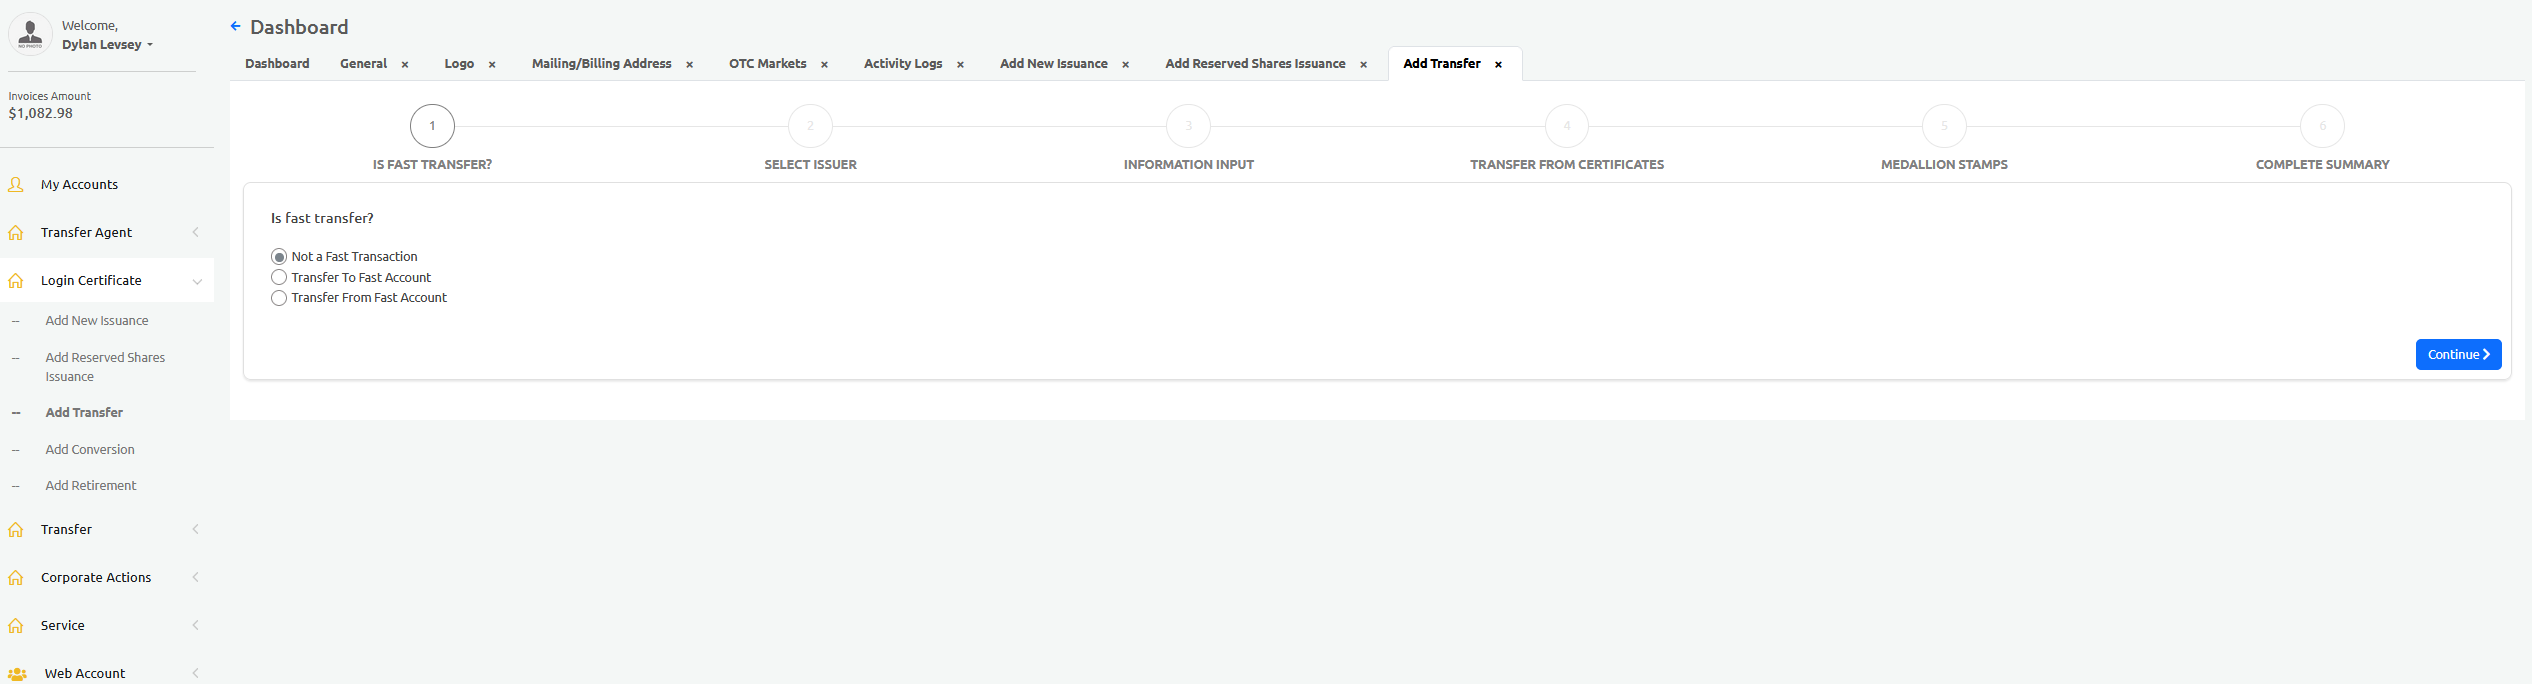 NO PHOTO
Welcome,
Dylan Levsey
Invoices Amount
$1,082.98
My Accounts
Transfer Agent
Login Certificate
-- Add New Issuance
-- Add Reserved Shares
Issuance
-- Add Transfer
-- Add Conversion
-- Add Retirement
Transfer
Corporate Actions
Service
Web Account
Dashboard
Dashboard General × Logo × Mailing/Billing Address × OTC Markets × Activity Logs × Add New Issuance × Add Reserved Shares Issuance × Add Transfer ×
1 2 3 4 5 6
IS FAST TRANSFER? SELECT ISSUER INFORMATION INPUT TRANSFER FROM CERTIFICATES MEDALLION STAMPS COMPLETE SUMMARY
Is fast transfer?
Not a Fast Transaction
Transfer To Fast Account
Transfer From Fast Account
Continue